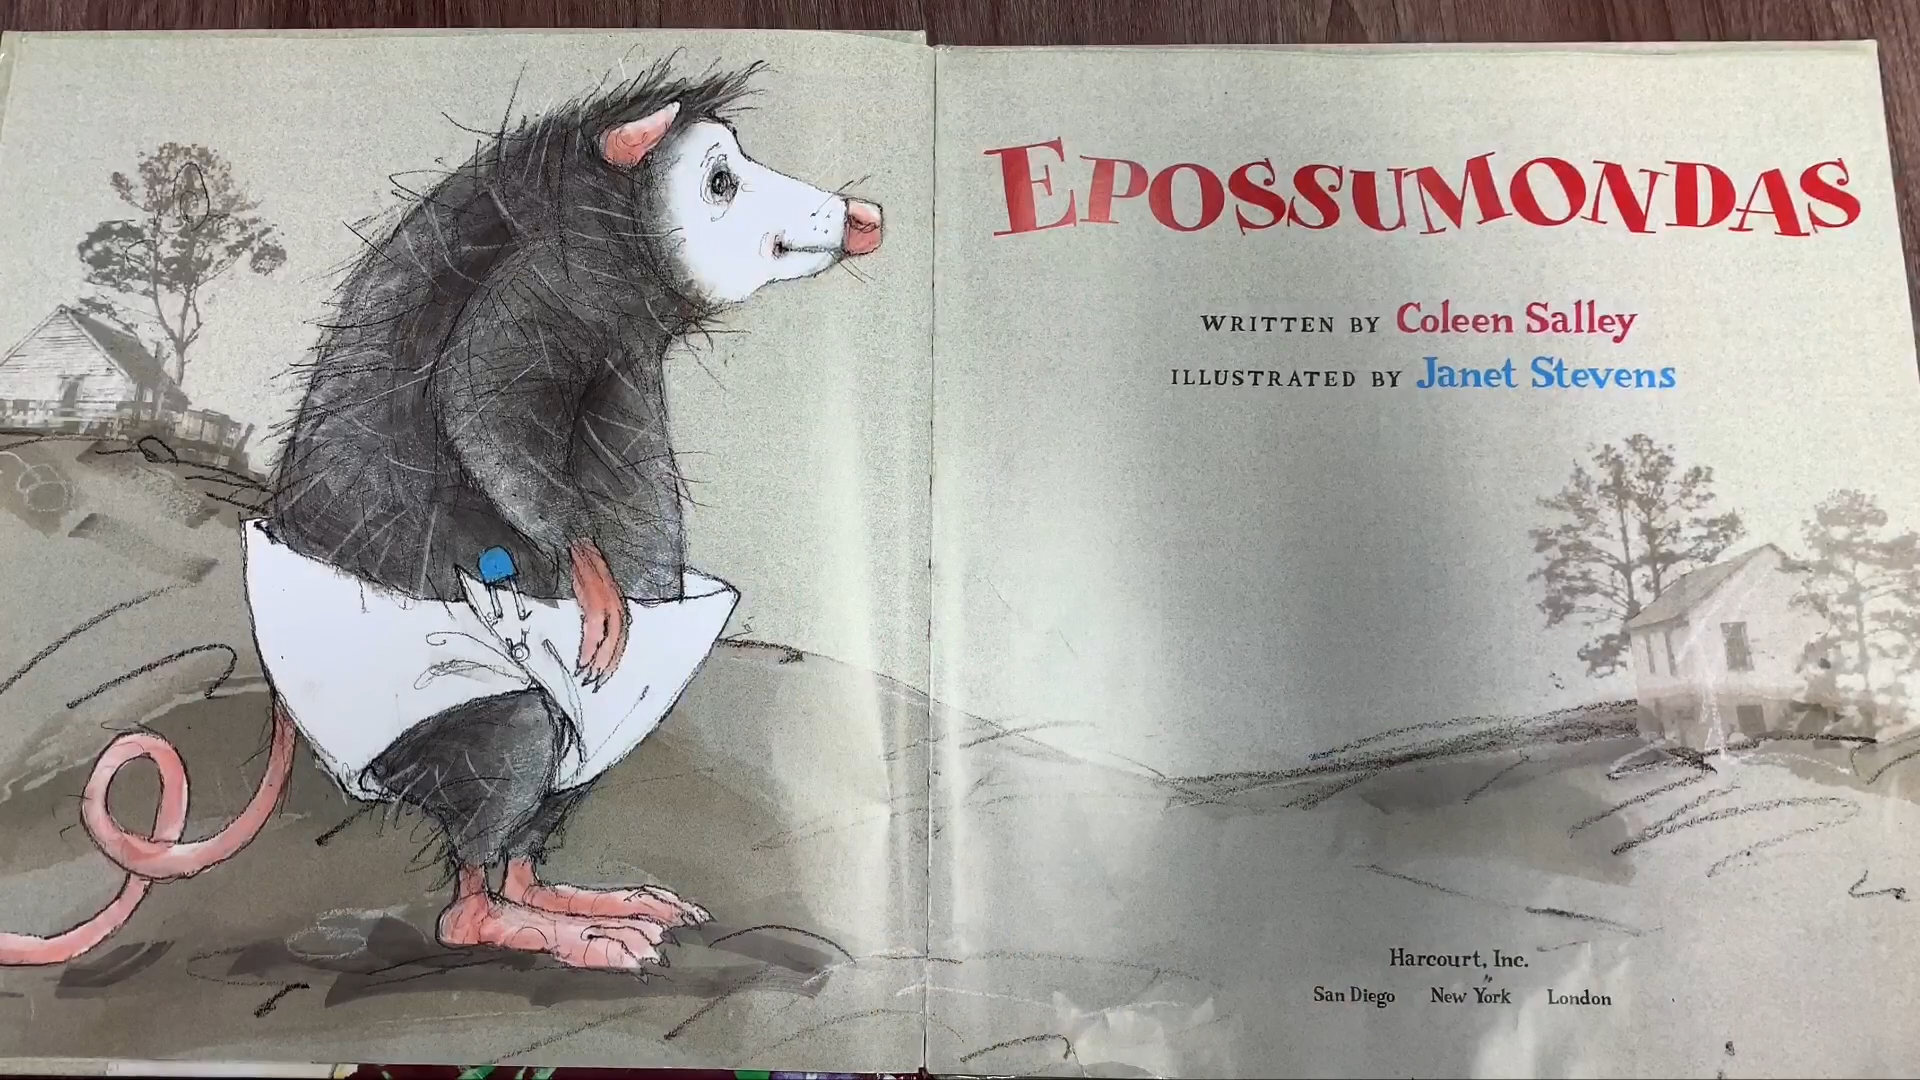 EPOSSUMONDAS
WRITTEN BY Coleen Salley
ILLUSTRATED BY Janet Stevens
Harcourt, Inc.
San Diego New York London